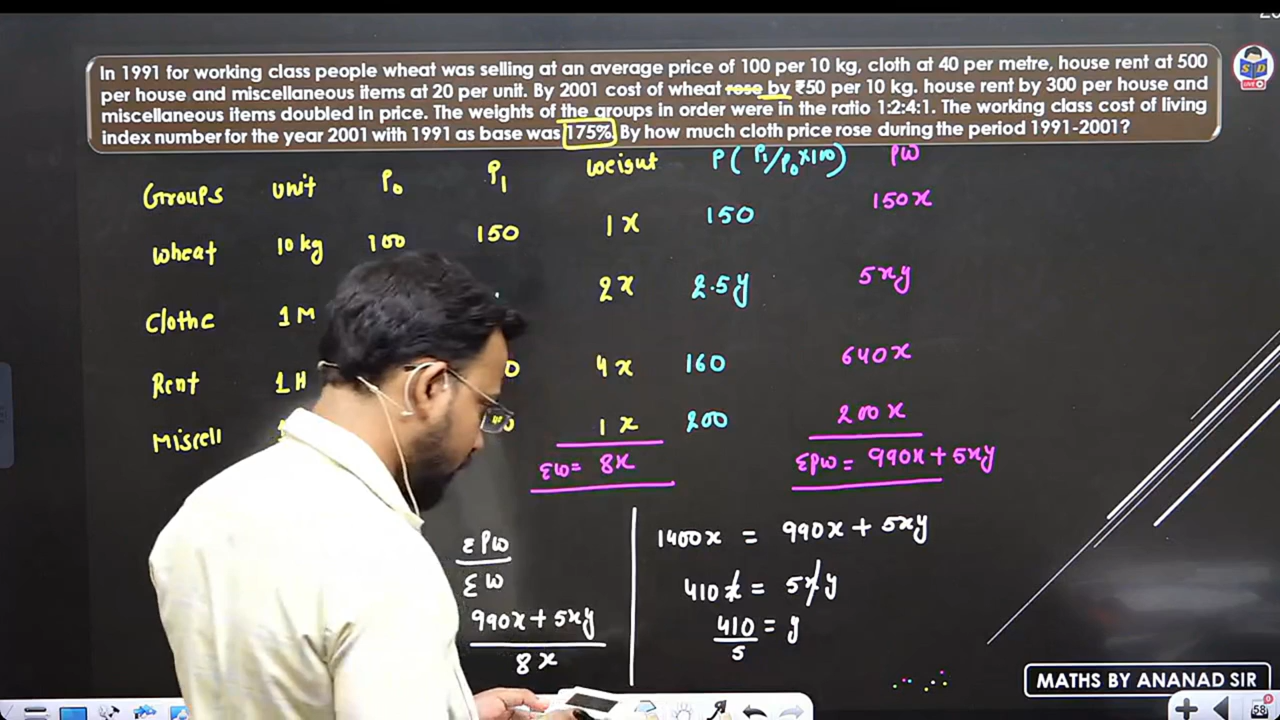 In 1991 for working class people wheat was selling at an average price of 100 per 10 kg, cloth at 40 per metre, house rent at 500
per house and miscellaneous items at 20 per unit. By 2001 cost of wheat rose by ₹50 per 10 kg. house rent by 300 per house and
miscellaneous items doubled in price. The weights of the groups in order were in the ratio 1:2:4:1. The working class cost of living
index number for the year 2001 with 1991 as base was 175%. By how much cloth price rose during the period 1991-2001?
SD
LIVE
Groups unit P0 P1 weight P (P1/P0×100) PW
Wheat 10 kg 100 150 1x 150 150x
Clothe 1M 2x 2.5y 5xy
Rent 1H 4x 160 640x
Miscell 1x 200 200x
ΣW= 8x ΣPW= 990x+5xy
ΣPW
ΣW
990x+5xy
8x
1400x = 990x+5xy
410x = 5xy
410/5 = y
MATHS BY ANANAD SIR
58